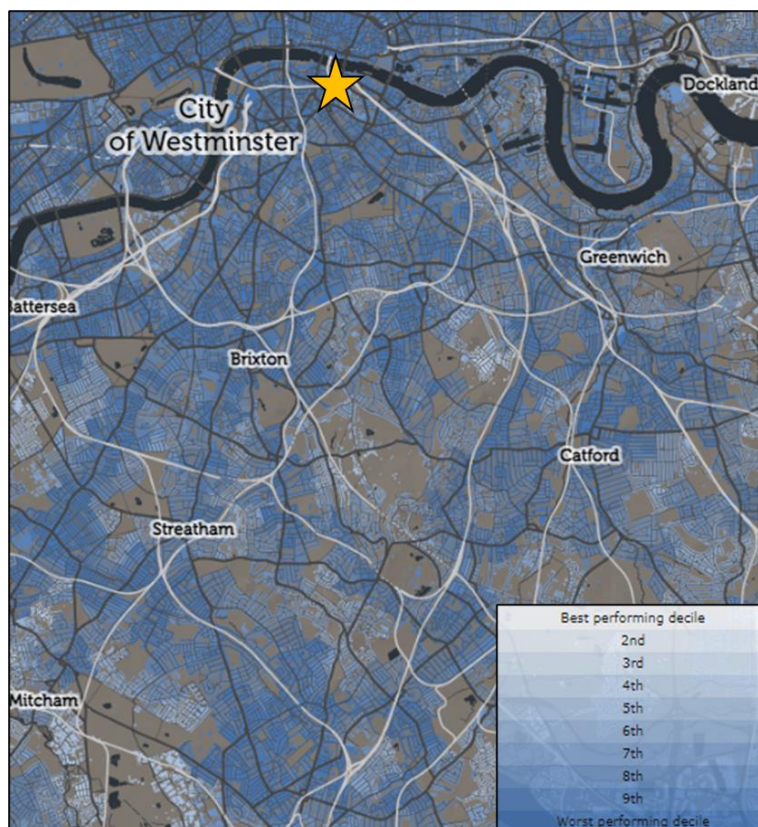 Dockland
City
of Westminster
Greenwich
Battersea
Brixton
Catford
Streatham
Mitcham
Best performing decile
2nd
3rd
4th
5th
6th
7th
8th
9th
Worst performing decile